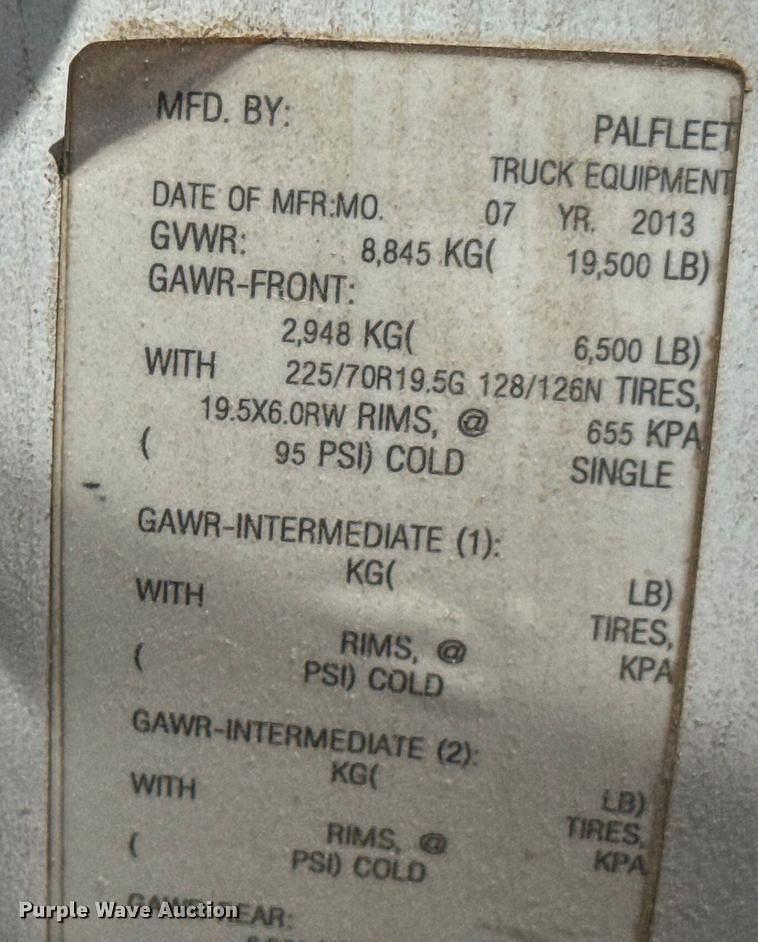 MFD. BY:
PALFLEET
TRUCK EQUIPMENT
DATE OF MFR:MO. 07 YR. 2013
GVWR: 8,845 KG( 19,500 LB)
GAWR-FRONT:
2,948 KG( 6,500 LB)
WITH 225/70R19.5G 128/126N TIRES,
19.5X6.0RW RIMS, @ 655 KPA
( 95 PSI) COLD SINGLE
GAWR-INTERMEDIATE (1):
KG( LB)
WITH TIRES,
RIMS, @ KPA
( PSI) COLD
GAWR-INTERMEDIATE (2):
KG( LB)
WITH TIRES,
RIMS, @ KPA
( PSI) COLD
GAWR-REAR:
Purple Wave Auction